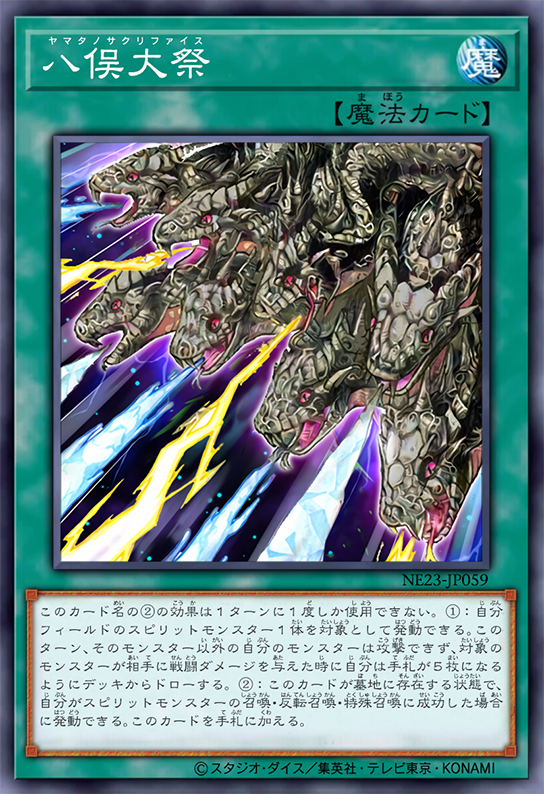 ヤマタノサクリファイス
八俣大祭
魔
まほう
【魔法カード】
NE23-JP059
このカード名の②の効果は1ターンに1度しか使用できない。①：自分
フィールドのスピリットモンスター1体を対象として発動できる。この
ターン、そのモンスター以外の自分のモンスターは攻撃できず、対象の
モンスターが相手に戦闘ダメージを与えた時に自分は手札が5枚になる
ようにデッキからドローする。②：このカードが墓地に存在する状態で、
自分がスピリットモンスターの召喚・反転召喚・特殊召喚に成功した場合
に発動できる。このカードを手札に加える。
©スタジオ・ダイス／集英社・テレビ東京・KONAMI